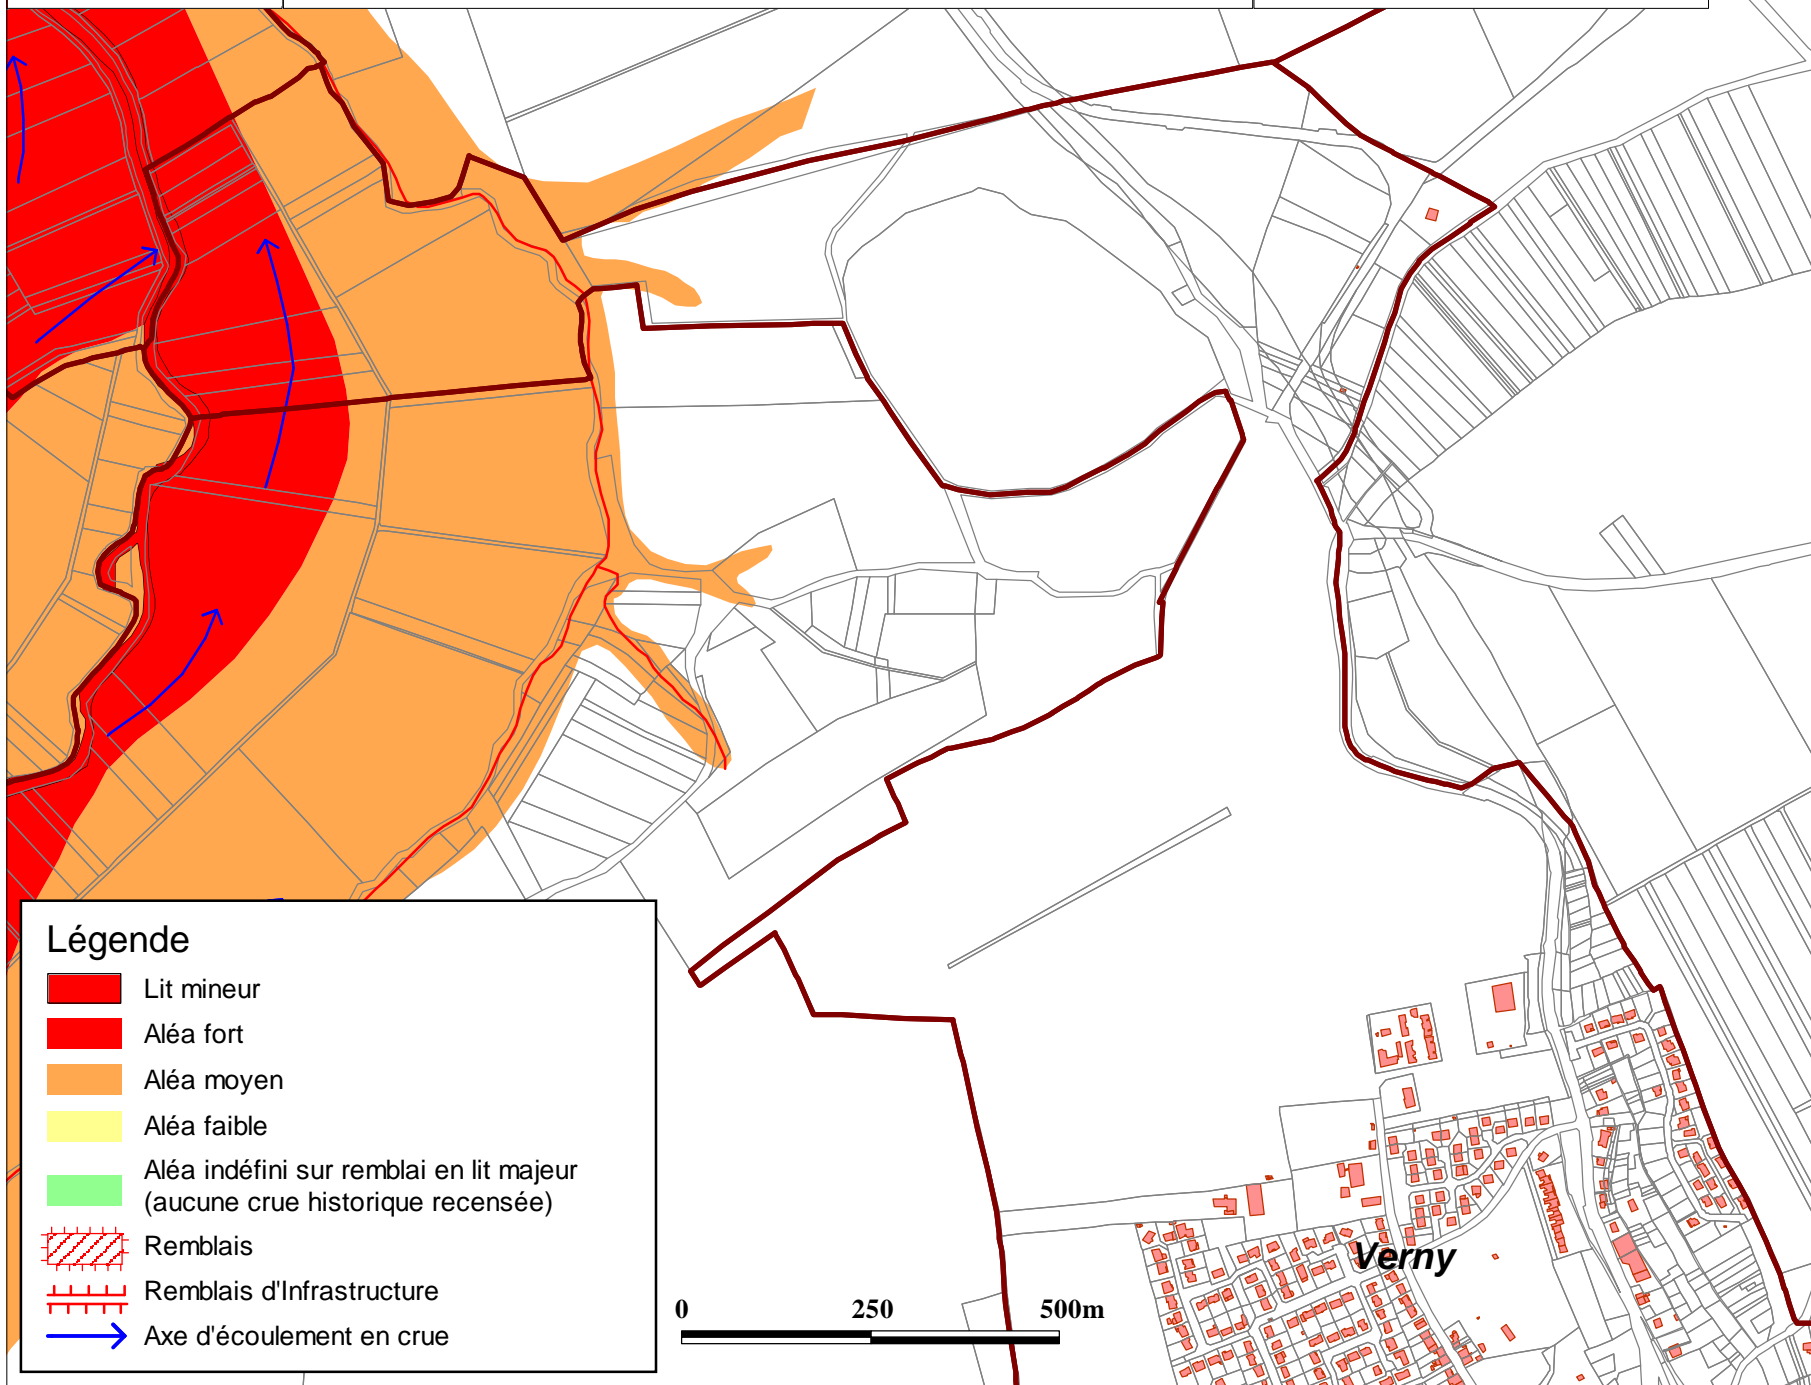 Légende
Lit mineur
Aléa fort
Aléa moyen
Aléa faible
Aléa indéfini sur remblai en lit majeur
(aucune crue historique recensée)
Remblais
Remblais d'Infrastructure
Axe d'écoulement en crue
0 250 500m
Verny